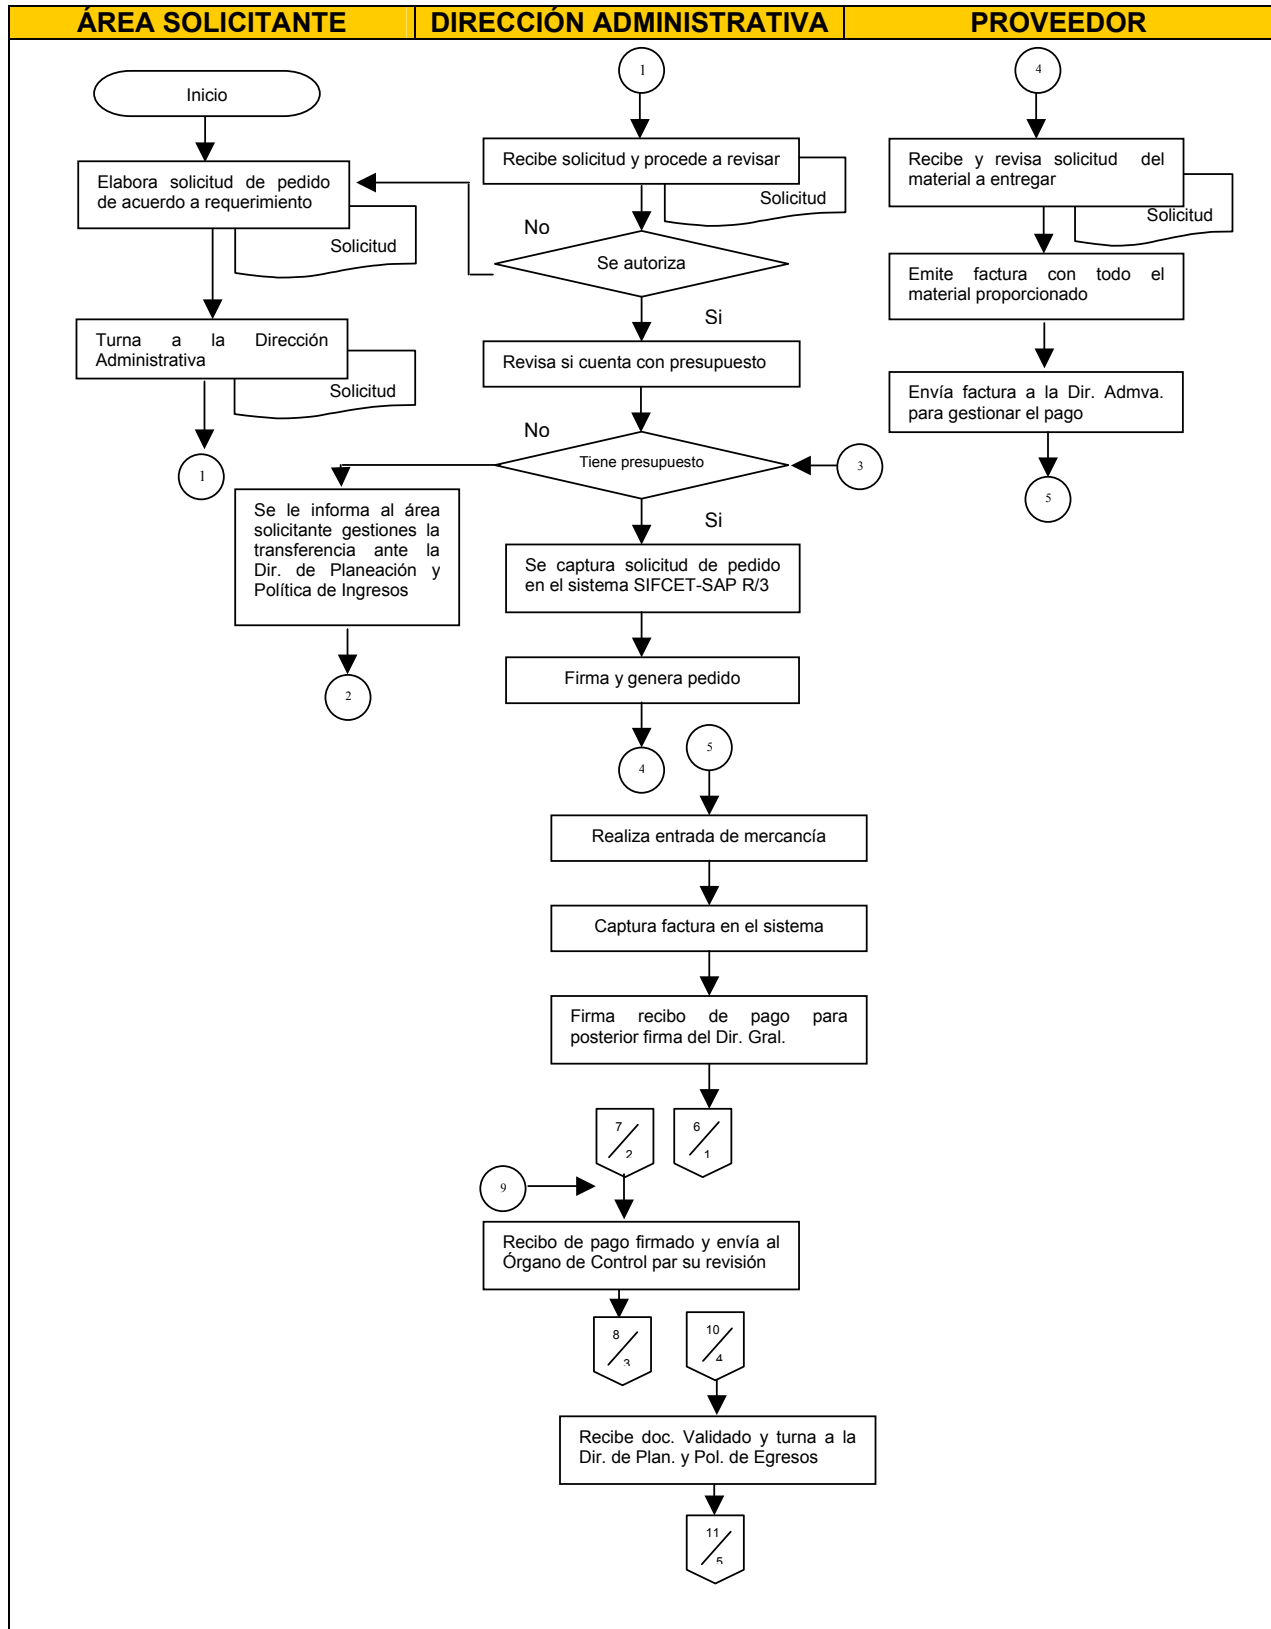 ÁREA SOLICITANTE
DIRECCIÓN ADMINISTRATIVA
PROVEEDOR
Inicio
Elabora solicitud de pedido
de acuerdo a requerimiento
Solicitud
Turna a la Dirección
Administrativa
Solicitud
1
1
Recibe solicitud y procede a revisar
Solicitud
No
Se autoriza
Si
Revisa si cuenta con presupuesto
No
Tiene presupuesto
3
Si
Se le informa al área
solicitante gestiones la
transferencia ante la
Dir. de Planeación y
Política de Ingresos
2
Se captura solicitud de pedido
en el sistema SIFCET-SAP R/3
Firma y genera pedido
4
5
Realiza entrada de mercancía
Captura factura en el sistema
Firma recibo de pago para
posterior firma del Dir. Gral.
7
2
6
1
9
Recibo de pago firmado y envía al
Órgano de Control par su revisión
8
3
10
4
Recibe doc. Validado y turna a la
Dir. de Plan. y Pol. de Egresos
11
5
4
Recibe y revisa solicitud del
material a entregar
Solicitud
Emite factura con todo el
material proporcionado
Envía factura a la Dir. Admva.
para gestionar el pago
5